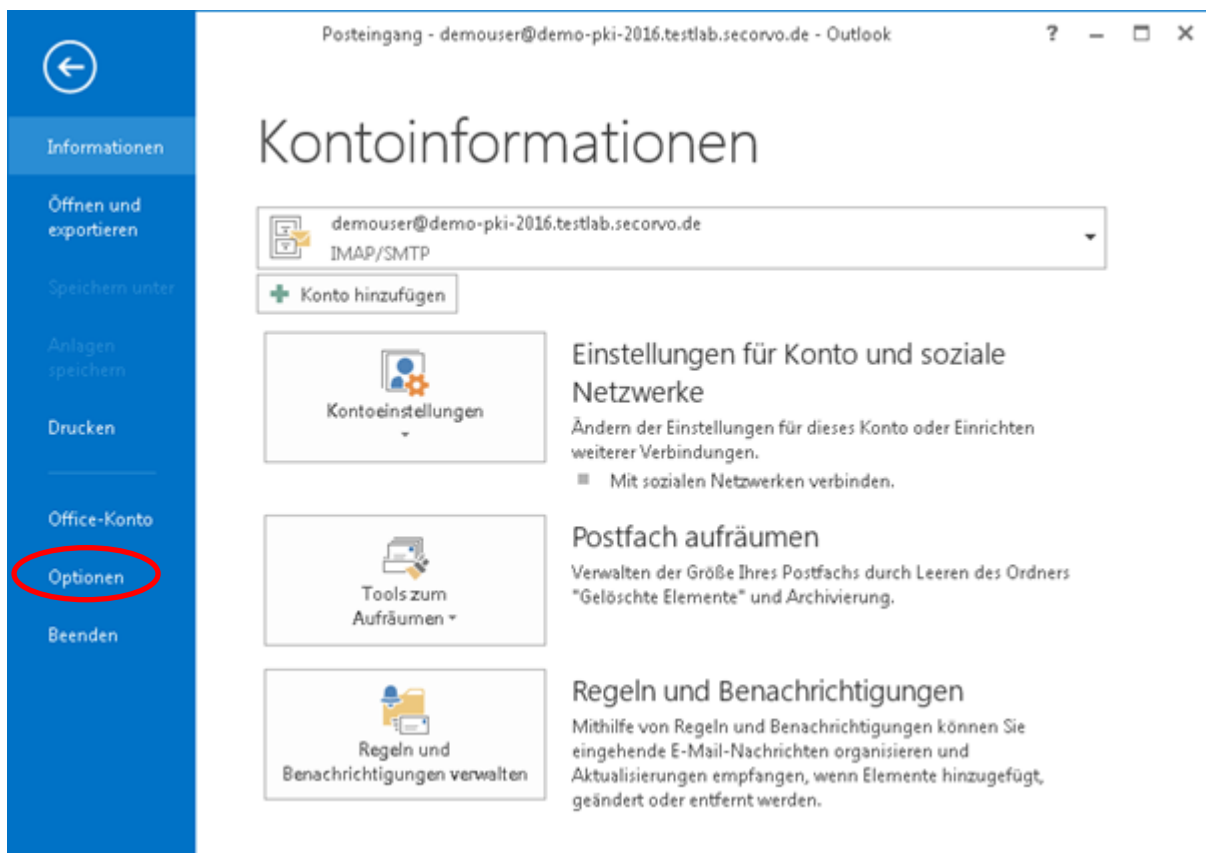 Posteingang - demouser@demo-pki-2016.testlab.secorvo.de - Outlook
?
Informationen
Öffnen und
exportieren
Speichern unter
Anlagen
speichern
Drucken
Office-Konto
Optionen
Beenden
Kontoinformationen
demouser@demo-pki-2016.testlab.secorvo.de
IMAP/SMTP
Konto hinzufügen
Kontoeinstellungen
Einstellungen für Konto und soziale
Netzwerke
Ändern der Einstellungen für dieses Konto oder Einrichten
weiterer Verbindungen.
Mit sozialen Netzwerken verbinden.
Tools zum
Aufräumen
Postfach aufräumen
Verwalten der Größe Ihres Postfachs durch Leeren des Ordners
"Gelöschte Elemente" und Archivierung.
Regeln und
Benachrichtigungen verwalten
Regeln und Benachrichtigungen
Mithilfe von Regeln und Benachrichtigungen können Sie
eingehende E-Mail-Nachrichten organisieren und
Aktualisierungen empfangen, wenn Elemente hinzugefügt,
geändert oder entfernt werden.